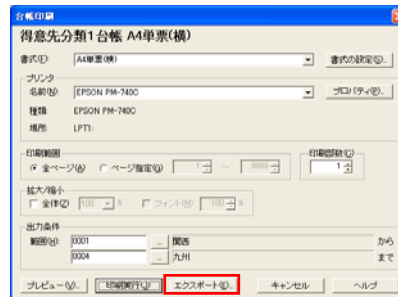 台帳印刷
得意先分類1台帳 A4単票(横)
書式(E): A4単票(横) 書式の設定(S)...
プリンタ
名前(N): EPSON PM-740C プロパティ(P)...
種類: EPSON PM-740C
場所: LPT1:
印刷範囲 印刷部数(C)
全ページ(A) ページ指定(G) 1 ～ 9999 1
拡大/縮小
全体(Z) 100 % フォント(W) 100 %
出力条件
範囲(H): 0001 ... 関西 から
0004 ... 九州 まで
プレビュー(V)... 印刷実行(J) エクスポート(O)... キャンセル ヘルプ